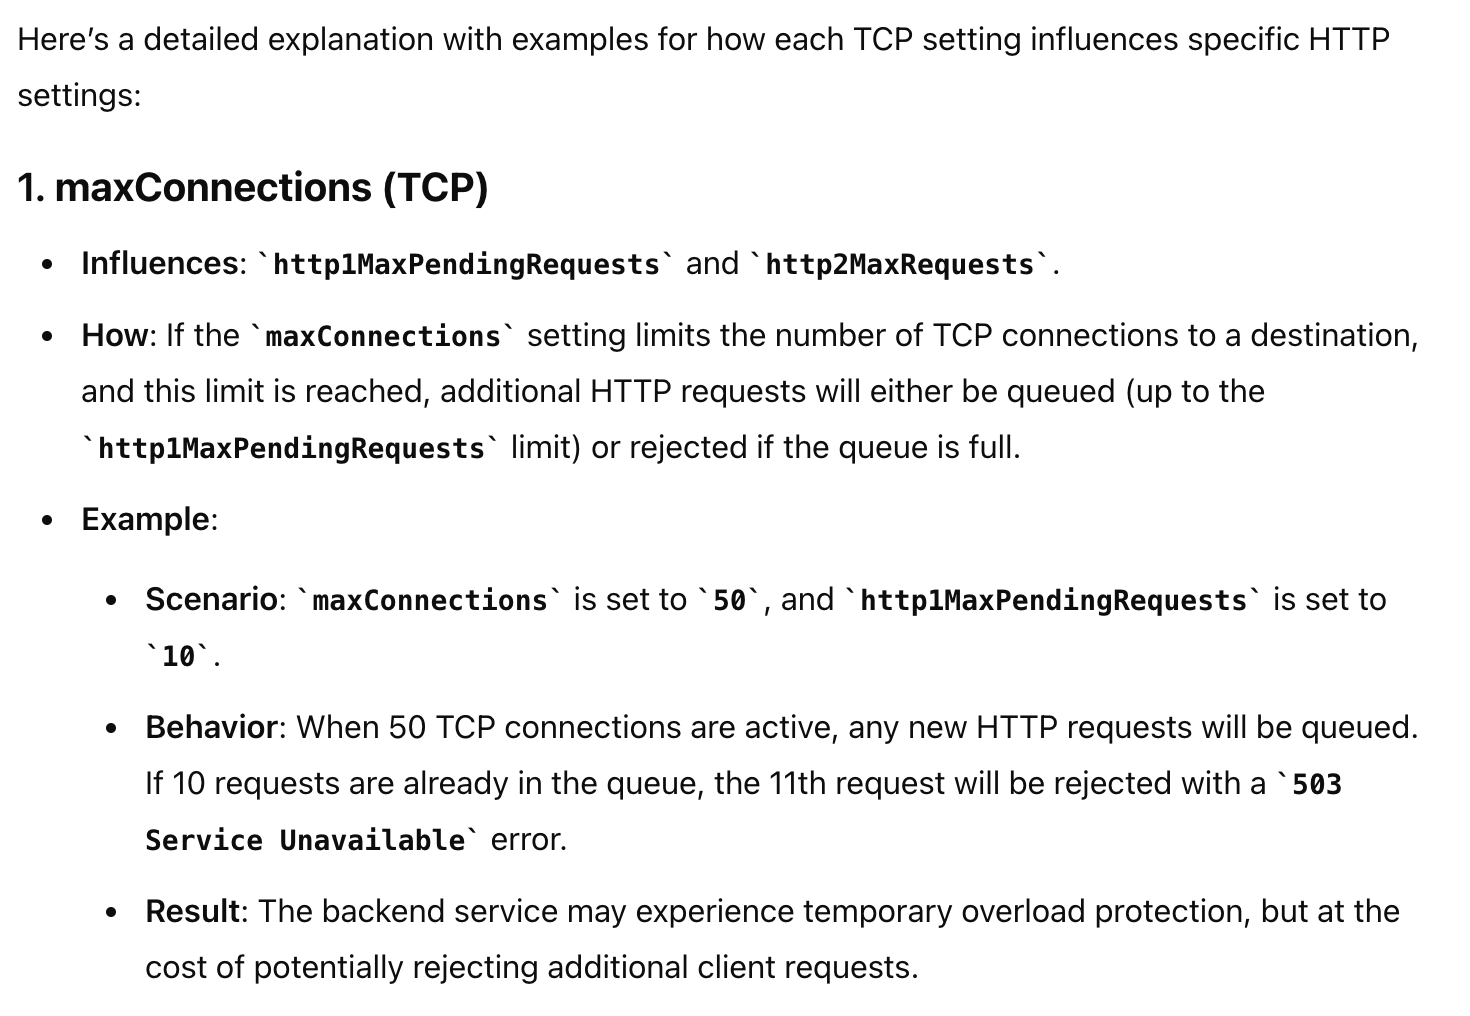 Here’s a detailed explanation with examples for how each TCP setting influences specific HTTP
settings:
1. maxConnections (TCP)
• Influences: `http1MaxPendingRequests` and `http2MaxRequests`.
• How: If the `maxConnections` setting limits the number of TCP connections to a destination,
and this limit is reached, additional HTTP requests will either be queued (up to the
`http1MaxPendingRequests` limit) or rejected if the queue is full.
• Example:
• Scenario: `maxConnections` is set to `50`, and `http1MaxPendingRequests` is set to
`10`.
• Behavior: When 50 TCP connections are active, any new HTTP requests will be queued.
If 10 requests are already in the queue, the 11th request will be rejected with a `503
Service Unavailable` error.
• Result: The backend service may experience temporary overload protection, but at the
cost of potentially rejecting additional client requests.